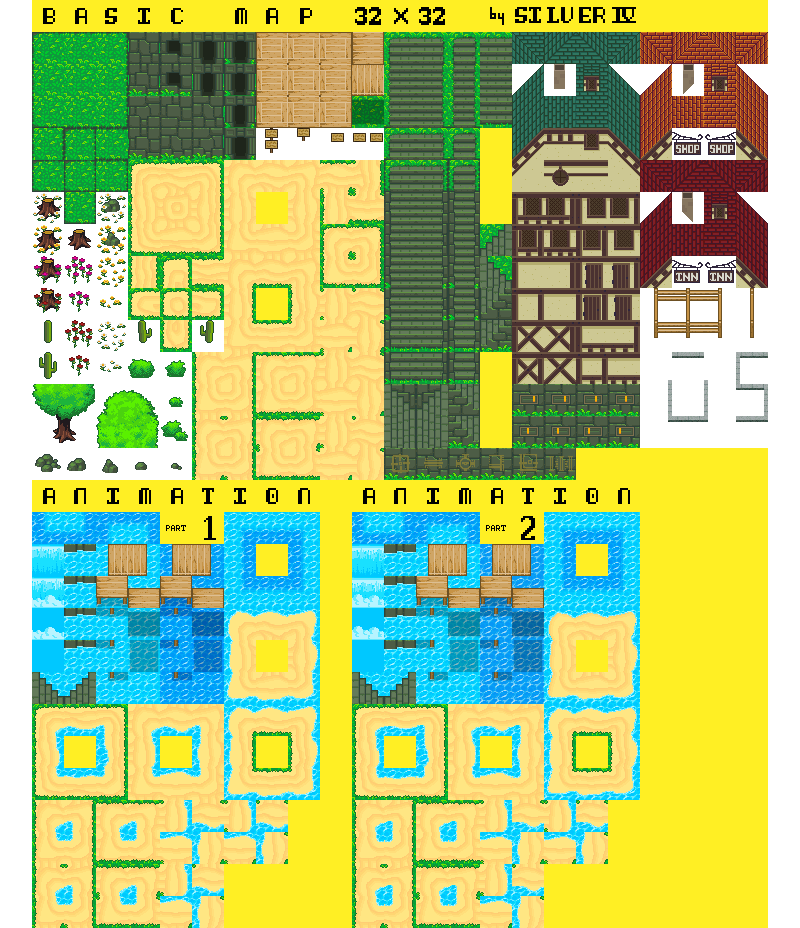 BASIC MAP 32 X 32 by SILVER IV
SHOP SHOP
INN INN
ANIMATION ANIMATION
PART 1 PART 2